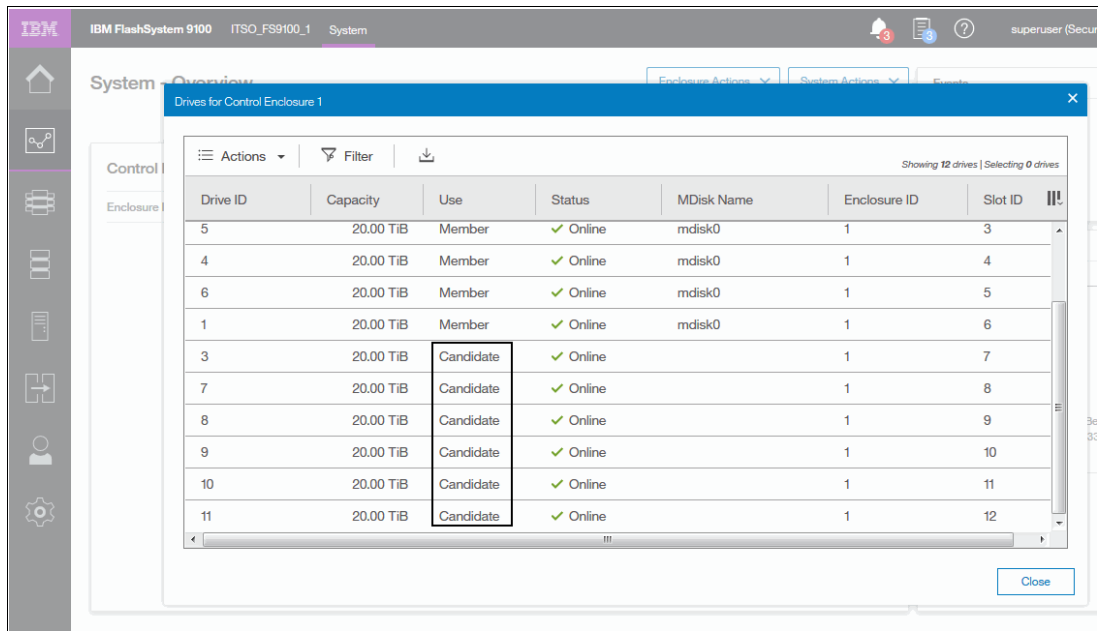 IBM IBM FlashSystem 9100 ITSO_FS9100_1 System 3 3 ? superuser (Secur
System - Overview Enclosure Actions System Actions Events
Drives for Control Enclosure 1 ×
Actions Filter Showing 12 drives | Selecting 0 drives
Control
Enclosure
Drive ID Capacity Use Status MDisk Name Enclosure ID Slot ID
5 20.00 TiB Member Online mdisk0 1 3
4 20.00 TiB Member Online mdisk0 1 4
6 20.00 TiB Member Online mdisk0 1 5
1 20.00 TiB Member Online mdisk0 1 6
3 20.00 TiB Candidate Online 1 7
7 20.00 TiB Candidate Online 1 8
8 20.00 TiB Candidate Online 1 9
9 20.00 TiB Candidate Online 1 10
10 20.00 TiB Candidate Online 1 11
11 20.00 TiB Candidate Online 1 12
Close